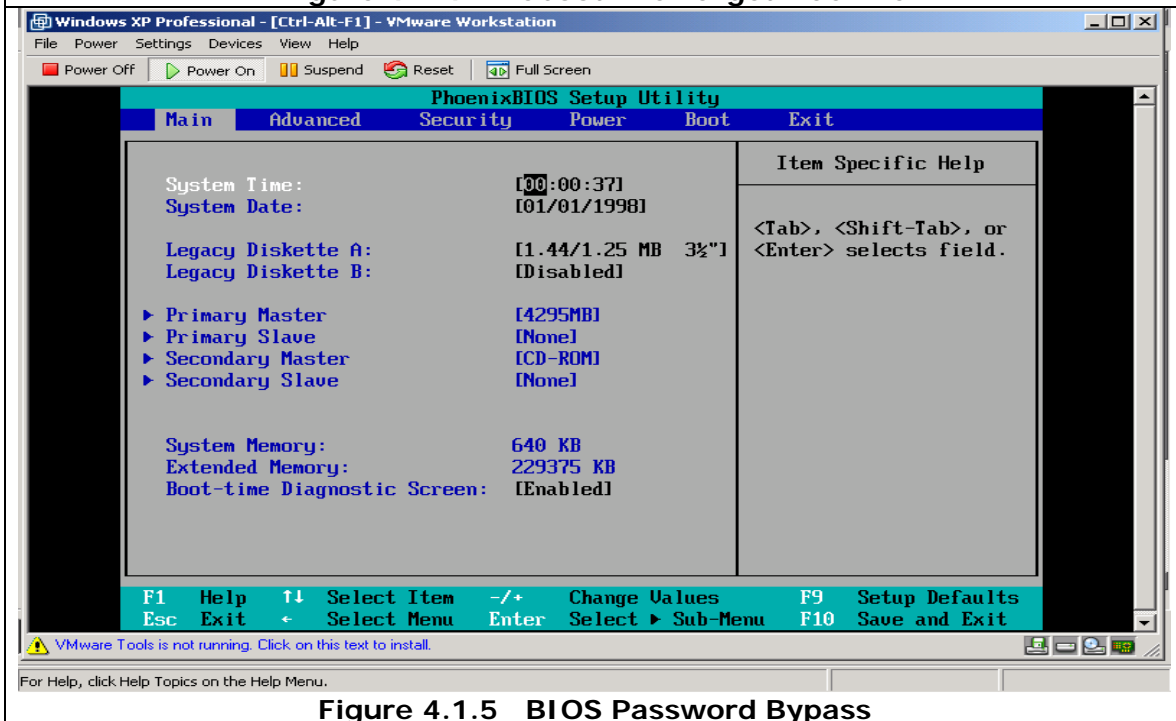 Windows XP Professional - [Ctrl-Alt-F1] - VMware Workstation
File Power Settings Devices View Help
Power Off Power On Suspend Reset Full Screen
PhoenixBIOS Setup Utility
Main Advanced Security Power Boot Exit
Item Specific Help
System Time: [00:00:37]
System Date: [01/01/1998]
<Tab>, <Shift-Tab>, or
Legacy Diskette A: [1.44/1.25 MB 3½"] <Enter> selects field.
Legacy Diskette B: [Disabled]
▶ Primary Master [4295MB]
▶ Primary Slave [None]
▶ Secondary Master [CD-ROM]
▶ Secondary Slave [None]
System Memory: 640 KB
Extended Memory: 229375 KB
Boot-time Diagnostic Screen: [Enabled]
F1 Help ↑↓ Select Item -/+ Change Values F9 Setup Defaults
Esc Exit ← Select Menu Enter Select ▶ Sub-Menu F10 Save and Exit
VMware Tools is not running. Click on this text to install.
For Help, click Help Topics on the Help Menu.
Figure 4.1.5 BIOS Password Bypass